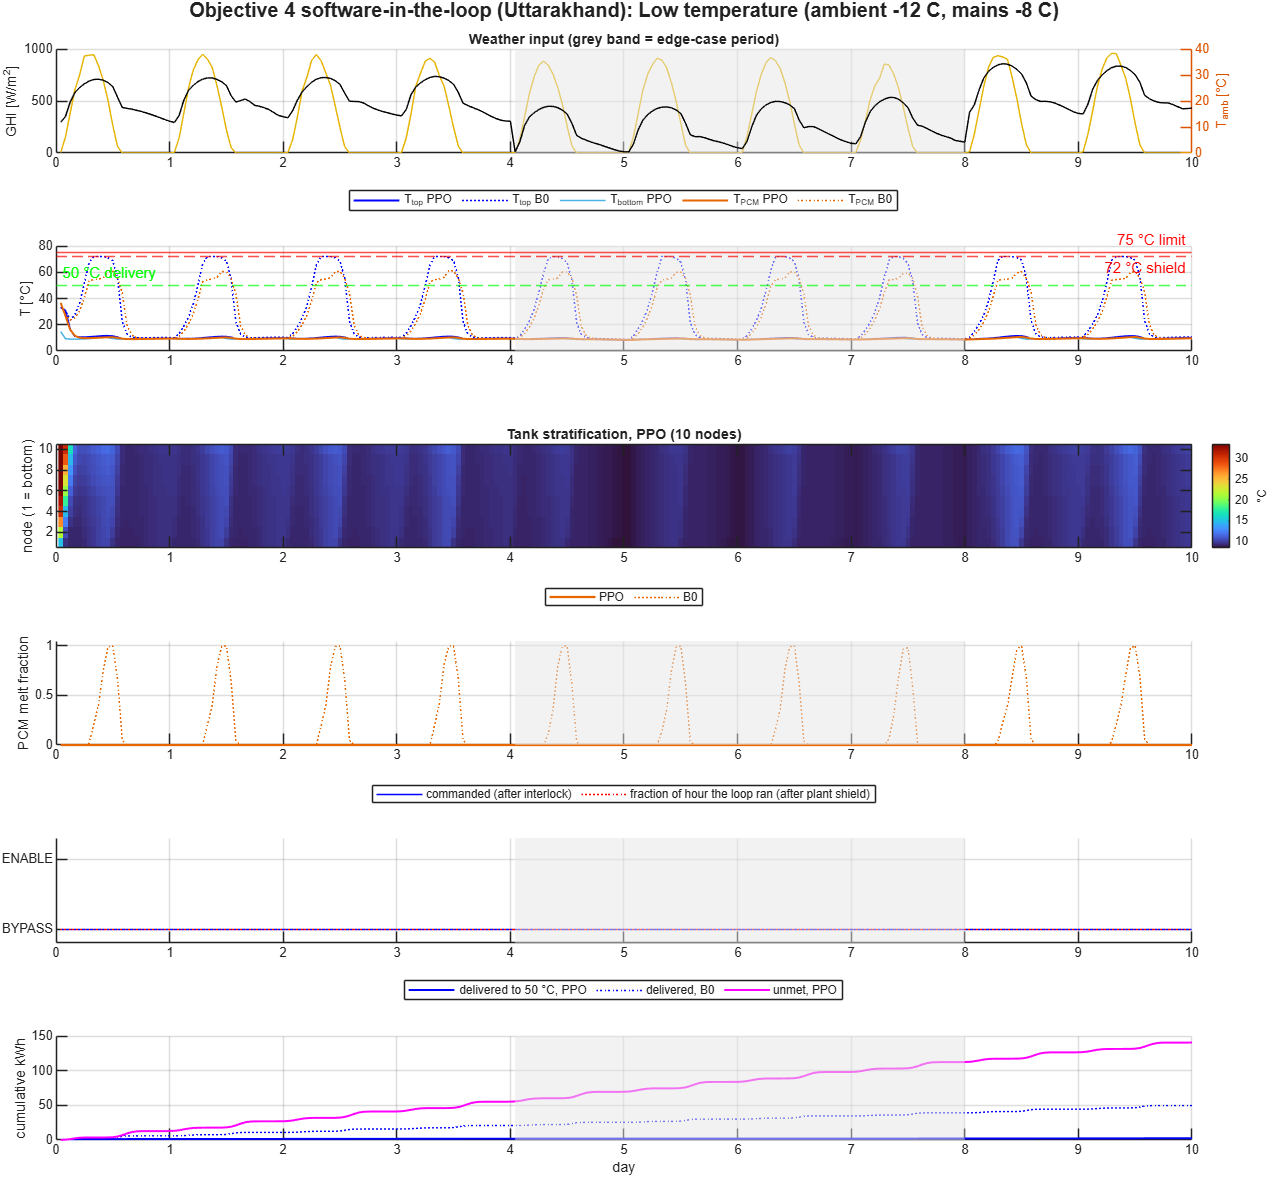 Objective 4 software-in-the-loop (Uttarakhand): Low temperature (ambient -12 C, mains -8 C)
Weather input (grey band = edge-case period)
GHI [W/m²]
1000
500
0
40
30
20
10
0
T_amb [°C]
0 1 2 3 4 5 6 7 8 9 10
T_top PPO T_top B0 T_bottom PPO T_PCM PPO T_PCM B0
75 °C limit
72 °C shield
50 °C delivery
T [°C]
80
60
40
20
0
0 1 2 3 4 5 6 7 8 9 10
Tank stratification, PPO (10 nodes)
node (1 = bottom)
10
8
6
4
2
0 1 2 3 4 5 6 7 8 9 10
30
25
20
15
10
°C
PPO B0
PCM melt fraction
1
0.5
0
0 1 2 3 4 5 6 7 8 9 10
commanded (after interlock) fraction of hour the loop ran (after plant shield)
ENABLE
BYPASS
0 1 2 3 4 5 6 7 8 9 10
delivered to 50 °C, PPO delivered, B0 unmet, PPO
cumulative kWh
150
100
50
0
0 1 2 3 4 5 6 7 8 9 10
day